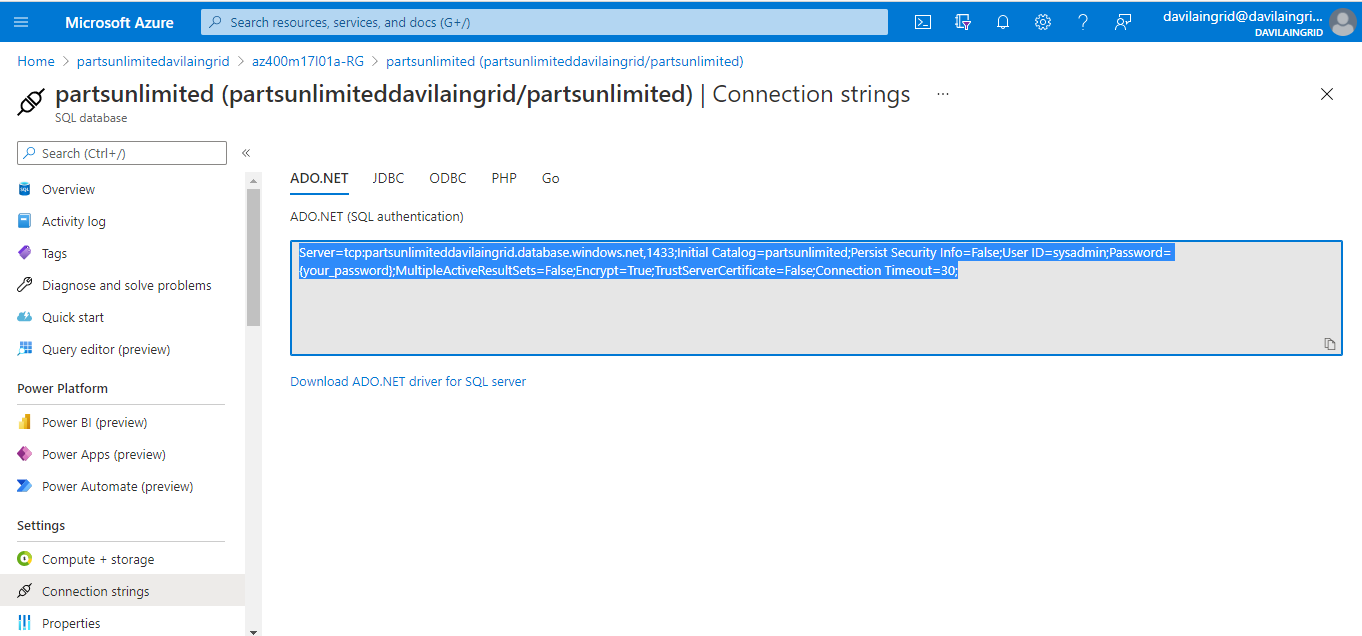 Microsoft Azure
Search resources, services, and docs (G+/)
davilaingrid@davilaingri...
DAVILAINGRID
Home > partsunlimitedavilaingrid > az400m17l01a-RG > partsunlimited (partsunlimiteddavilaingrid/partsunlimited)
partsunlimited (partsunlimiteddavilaingrid/partsunlimited) | Connection strings ...
SQL database
Search (Ctrl+/)
Overview
Activity log
Tags
Diagnose and solve problems
Quick start
Query editor (preview)
Power Platform
Power BI (preview)
Power Apps (preview)
Power Automate (preview)
Settings
Compute + storage
Connection strings
Properties
ADO.NET JDBC ODBC PHP Go
ADO.NET (SQL authentication)
Server=tcp:partsunlimiteddavilaingrid.database.windows.net,1433;Initial Catalog=partsunlimited;Persist Security Info=False;User ID=sysadmin;Password=
{your_password};MultipleActiveResultSets=False;Encrypt=True;TrustServerCertificate=False;Connection Timeout=30;
Download ADO.NET driver for SQL server